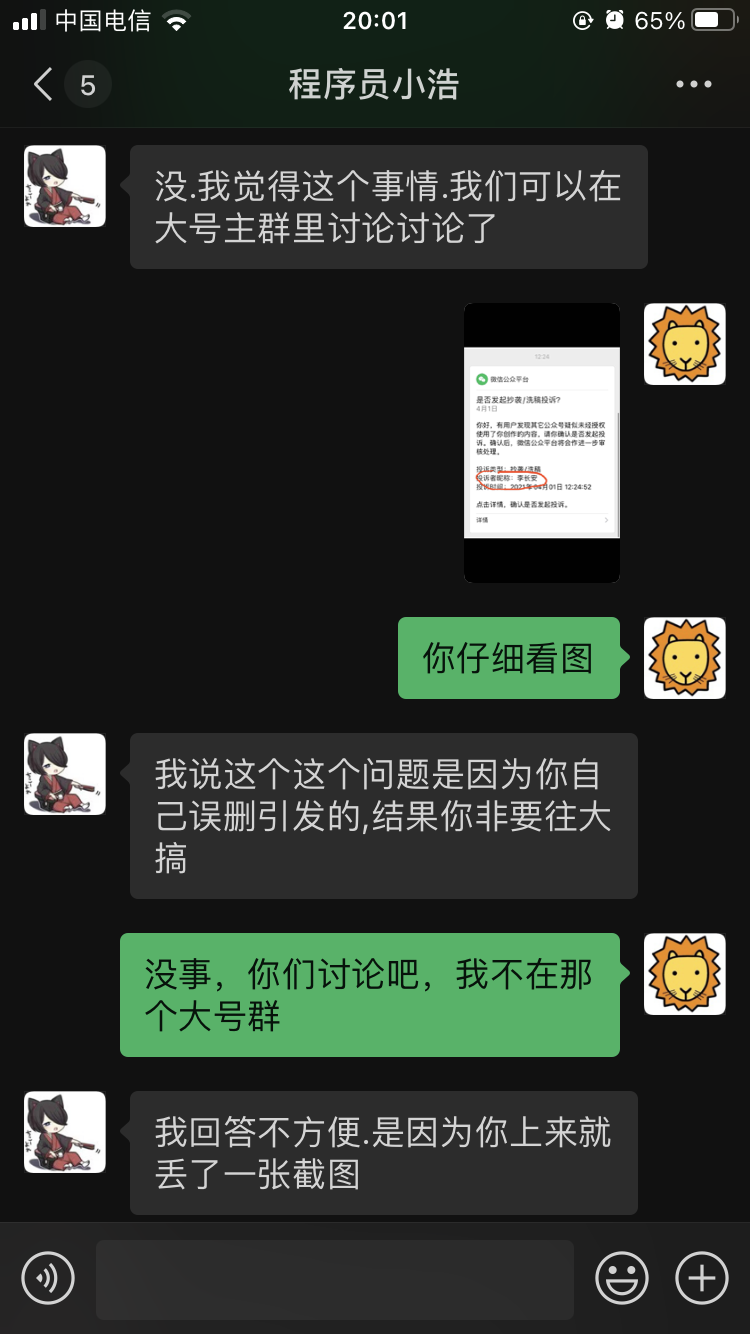 中国电信
20:01
65%
5
程序员小浩
没.我觉得这个事情.我们可以在
大号主群里讨论讨论了
12:24
微信公众平台
是否发起抄袭/洗稿投诉?
4月1日
你好，有用户发现其它公众号疑似未经授权
使用了你创作的内容，请你确认是否发起投
诉。确认后，微信公众平台将会作进一步审
核处理。
投诉类型：抄袭/洗稿
投诉者昵称：李长安
投诉时间：2021年04月01日 12:24:52
点击详情，确认是否发起投诉。
详情
你仔细看图
我说这个这个问题是因为你自
己误删引发的,结果你非要往大
搞
没事，你们讨论吧，我不在那
个大号群
我回答不方便.是因为你上来就
丢了一张截图